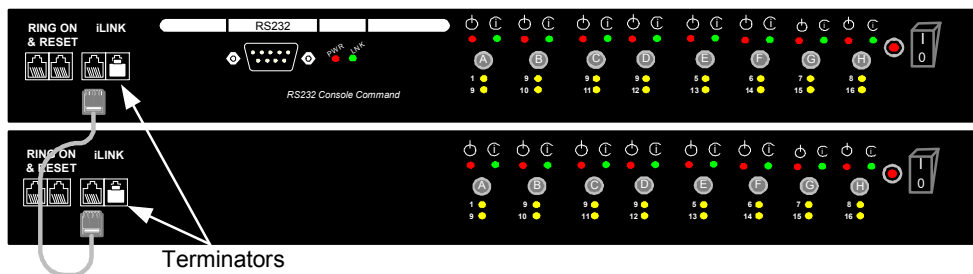 RING ON iLINK
& RESET
RS232
PWR LNK
RS232 Console Command
A B C D E F G H
1 9 9 9 5 6 7 8
9 10 11 12 13 14 15 16
I
0
RING ON iLINK
& RESET
A B C D E F G H
1 9 9 9 5 6 7 8
9 10 11 12 13 14 15 16
I
0
Terminators